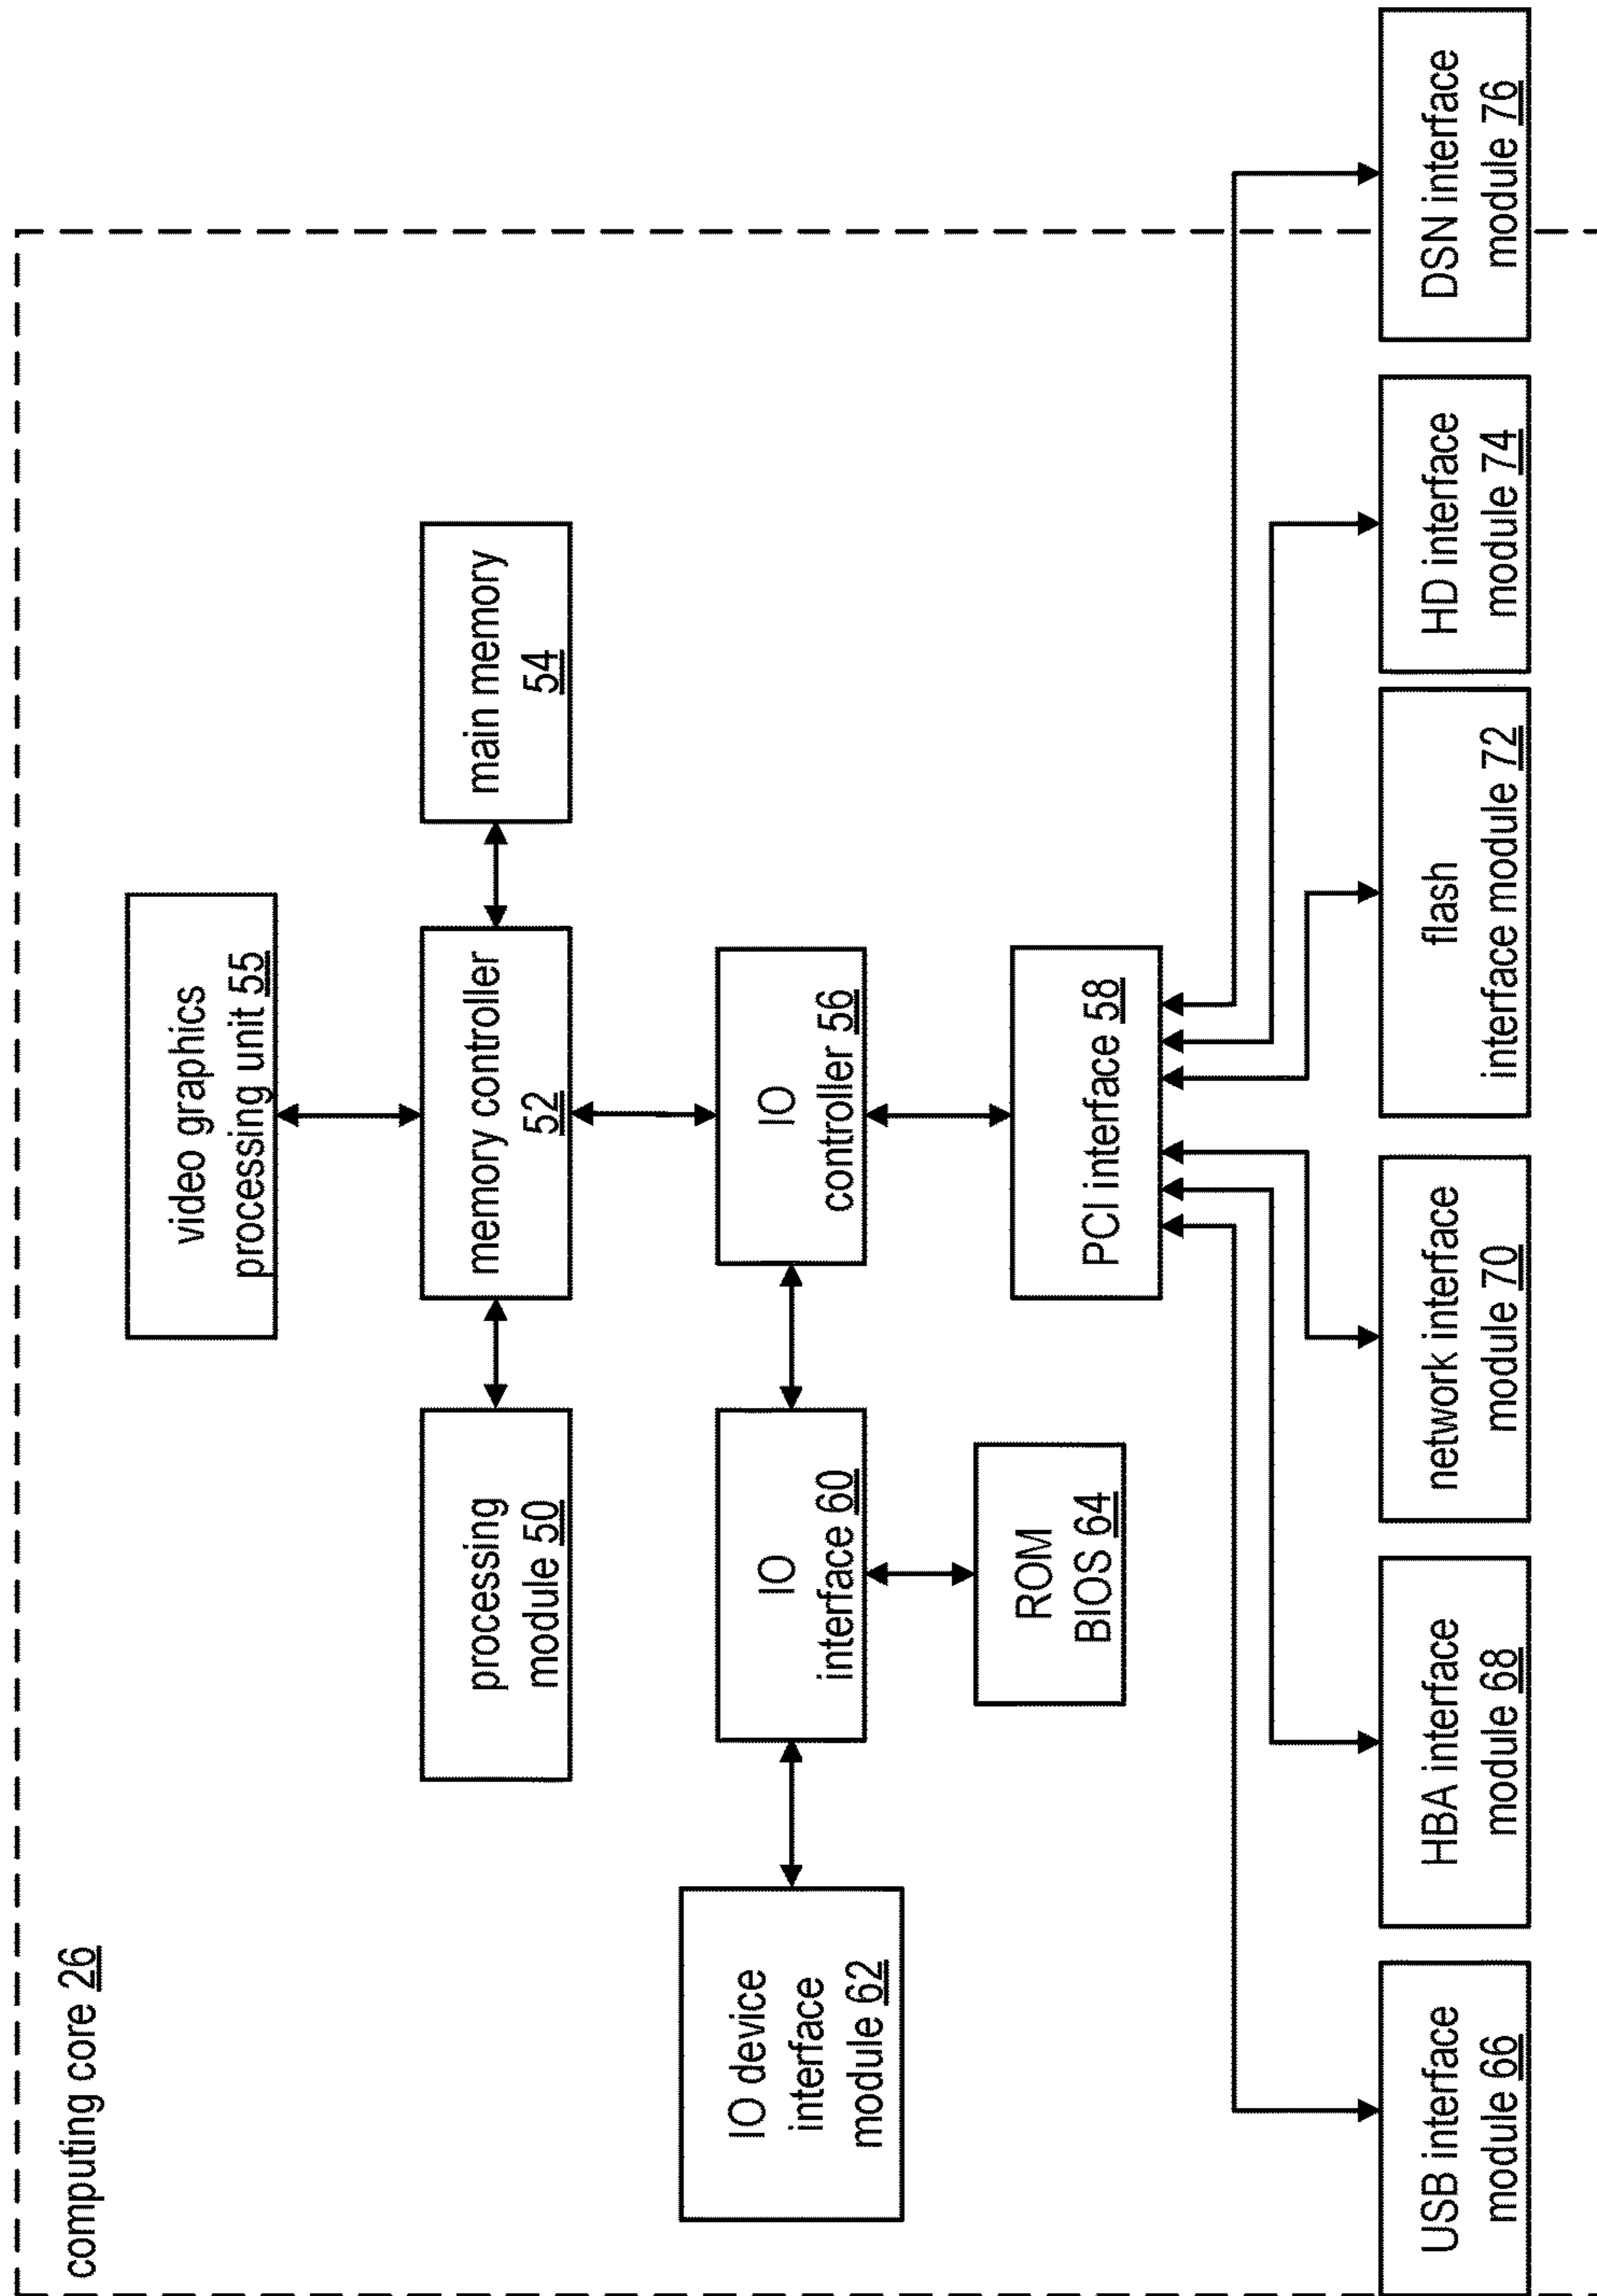 computing core 26
video graphics
processing unit 55
processing
module 50
memory controller
52
main memory
54
IO device
interface
module 62
IO
interface 60
IO
controller 56
ROM
BIOS 64
PCI interface 58
USB interface
module 66
HBA interface
module 68
network interface
module 70
flash
interface module 72
HD interface
module 74
DSN interface
module 76